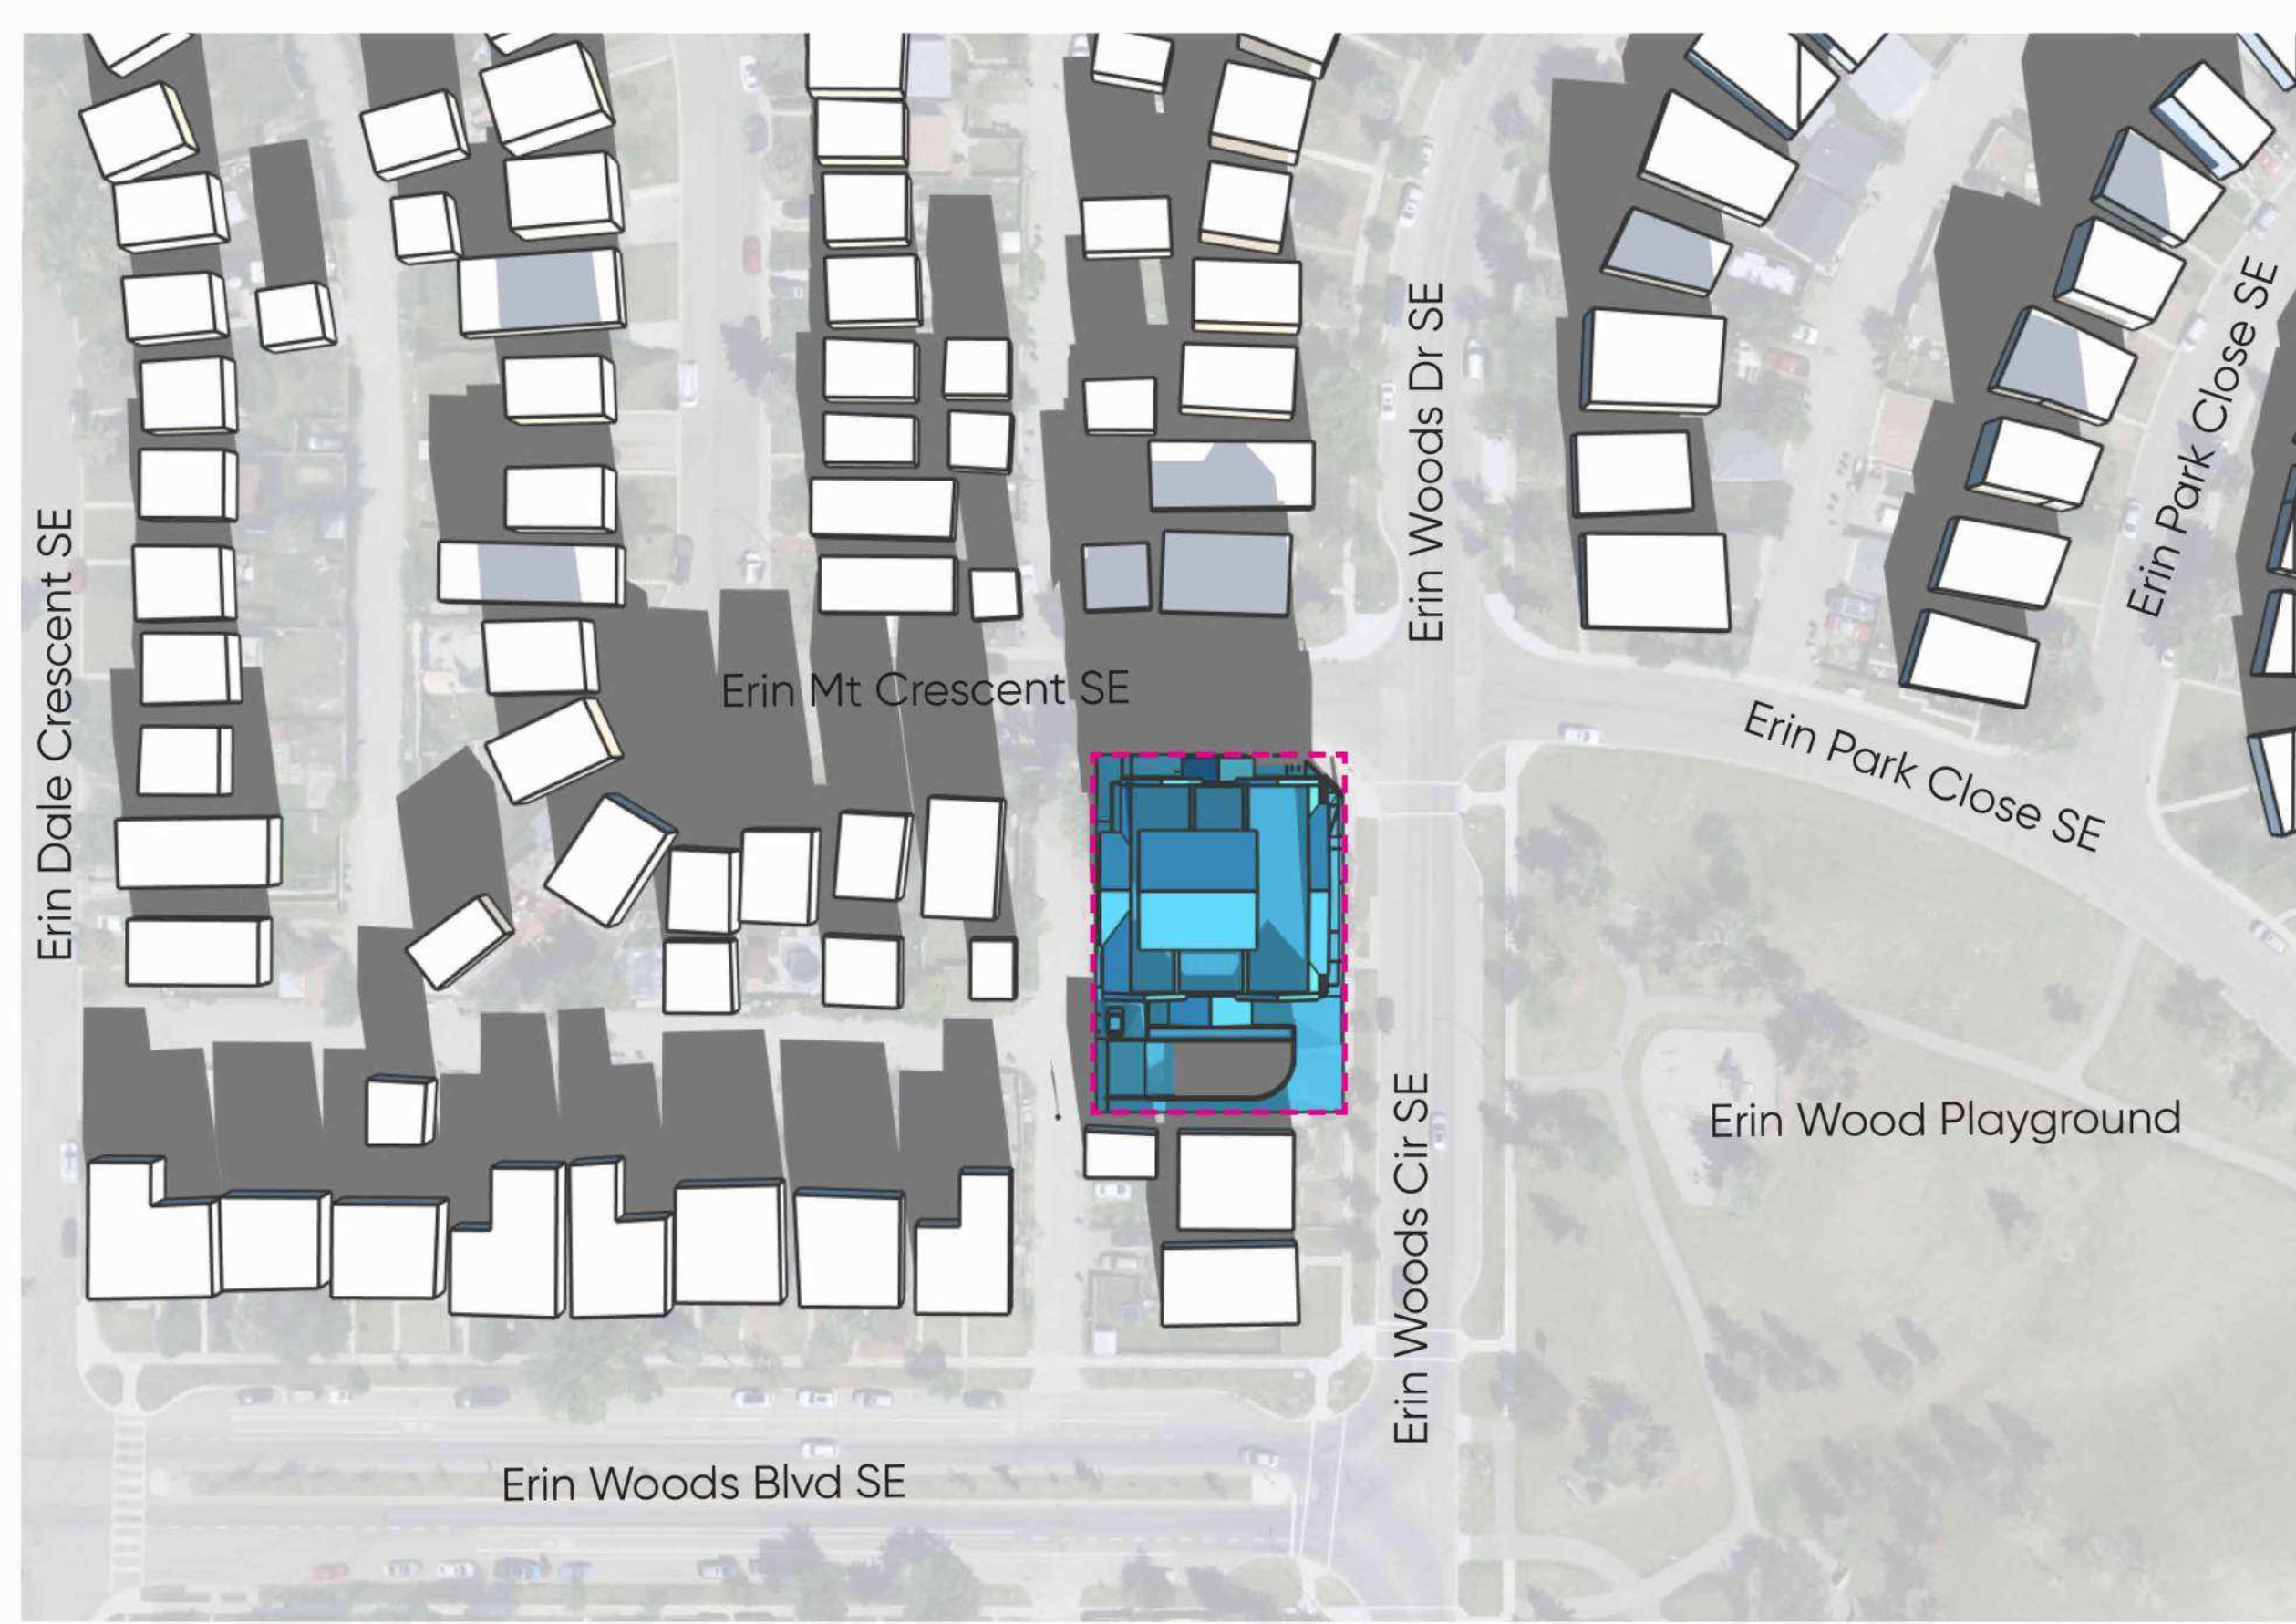 Erin Dale Crescent SE
Erin Mt Crescent SE
Erin Woods Dr SE
Erin Park Close SE
Erin Park Close SE
Erin Woods Cir SE
Erin Wood Playground
Erin Woods Blvd SE